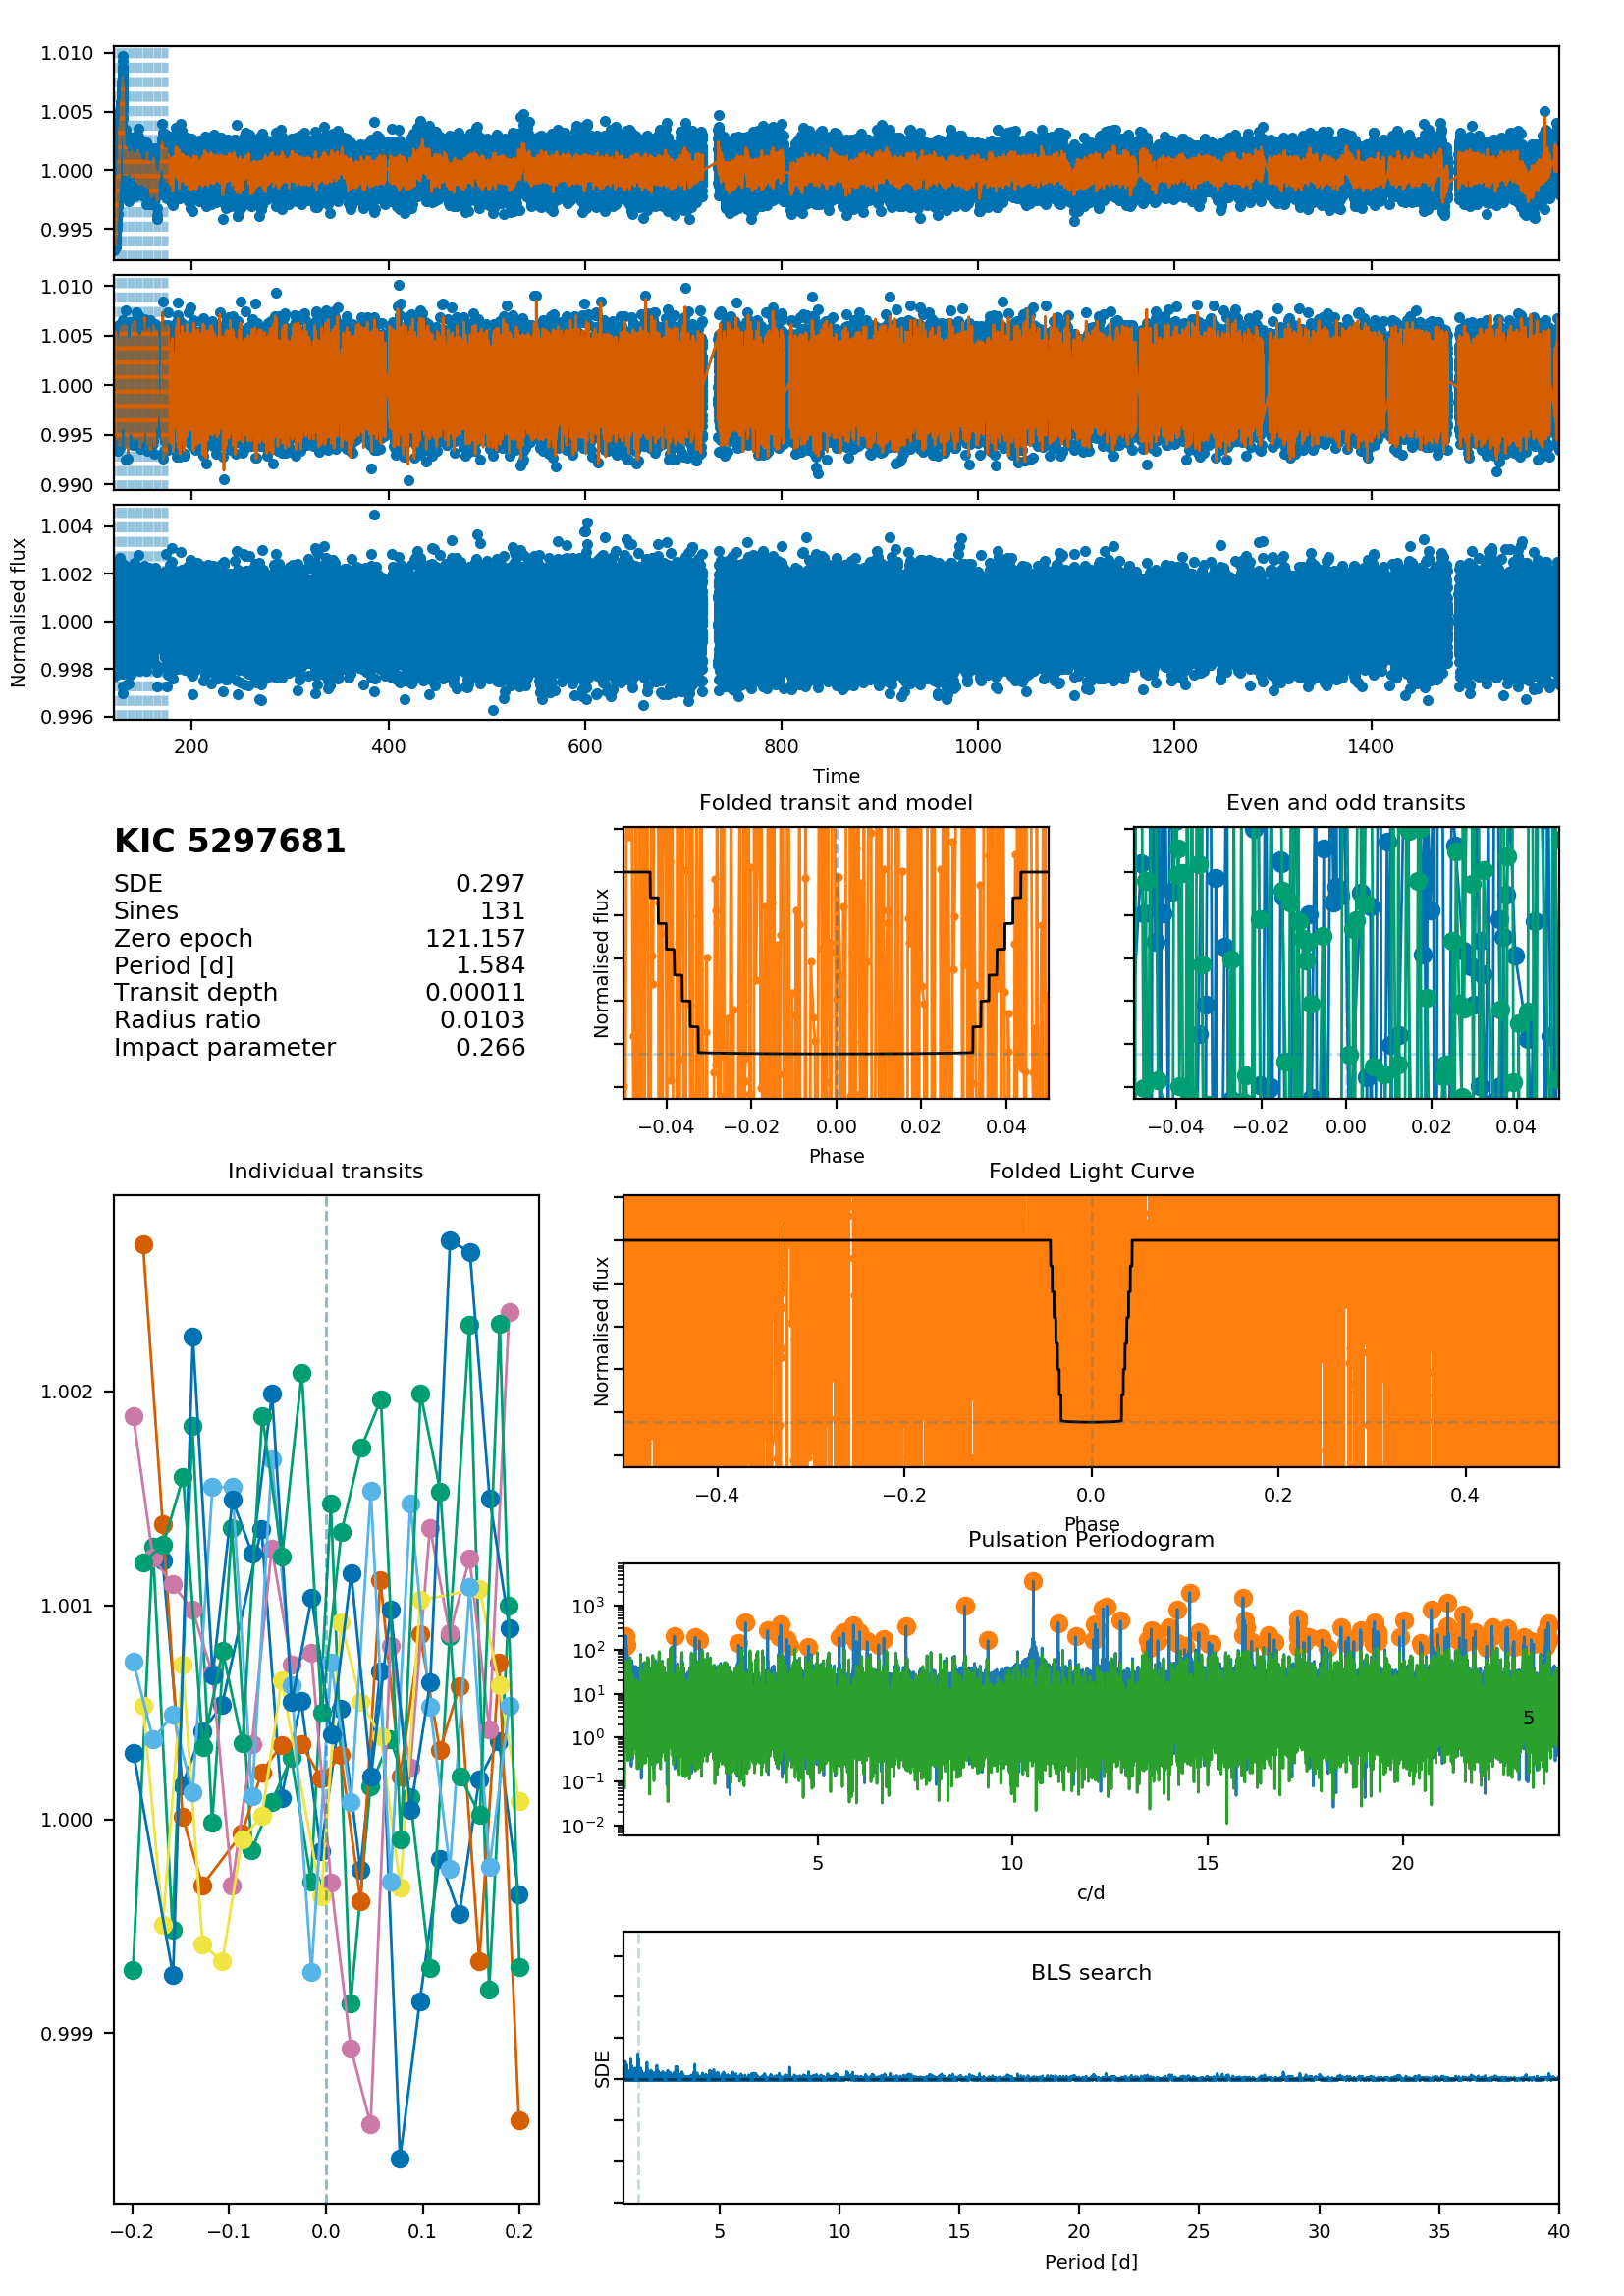 1.010
1.005
1.000
0.995
1.010
1.005
1.000
0.995
0.990
1.004
1.002
1.000
0.998
0.996
Normalised flux
200 400 600 800 1000 1200 1400
Time
KIC 5297681
SDE 0.297
Sines 131
Zero epoch 121.157
Period [d] 1.584
Transit depth 0.00011
Radius ratio 0.0103
Impact parameter 0.266
Folded transit and model
Normalised flux
−0.04 −0.02 0.00 0.02 0.04
Phase
Even and odd transits
−0.04 −0.02 0.00 0.02 0.04
Individual transits
1.002
1.001
1.000
0.999
−0.2 −0.1 0.0 0.1 0.2
Folded Light Curve
Normalised flux
−0.4 −0.2 0.0 0.2 0.4
Phase
Pulsation Periodogram
10³
10²
10¹
10⁰
10⁻¹
10⁻²
5
5 10 15 20
c/d
BLS search
SDE
5 10 15 20 25 30 35 40
Period [d]